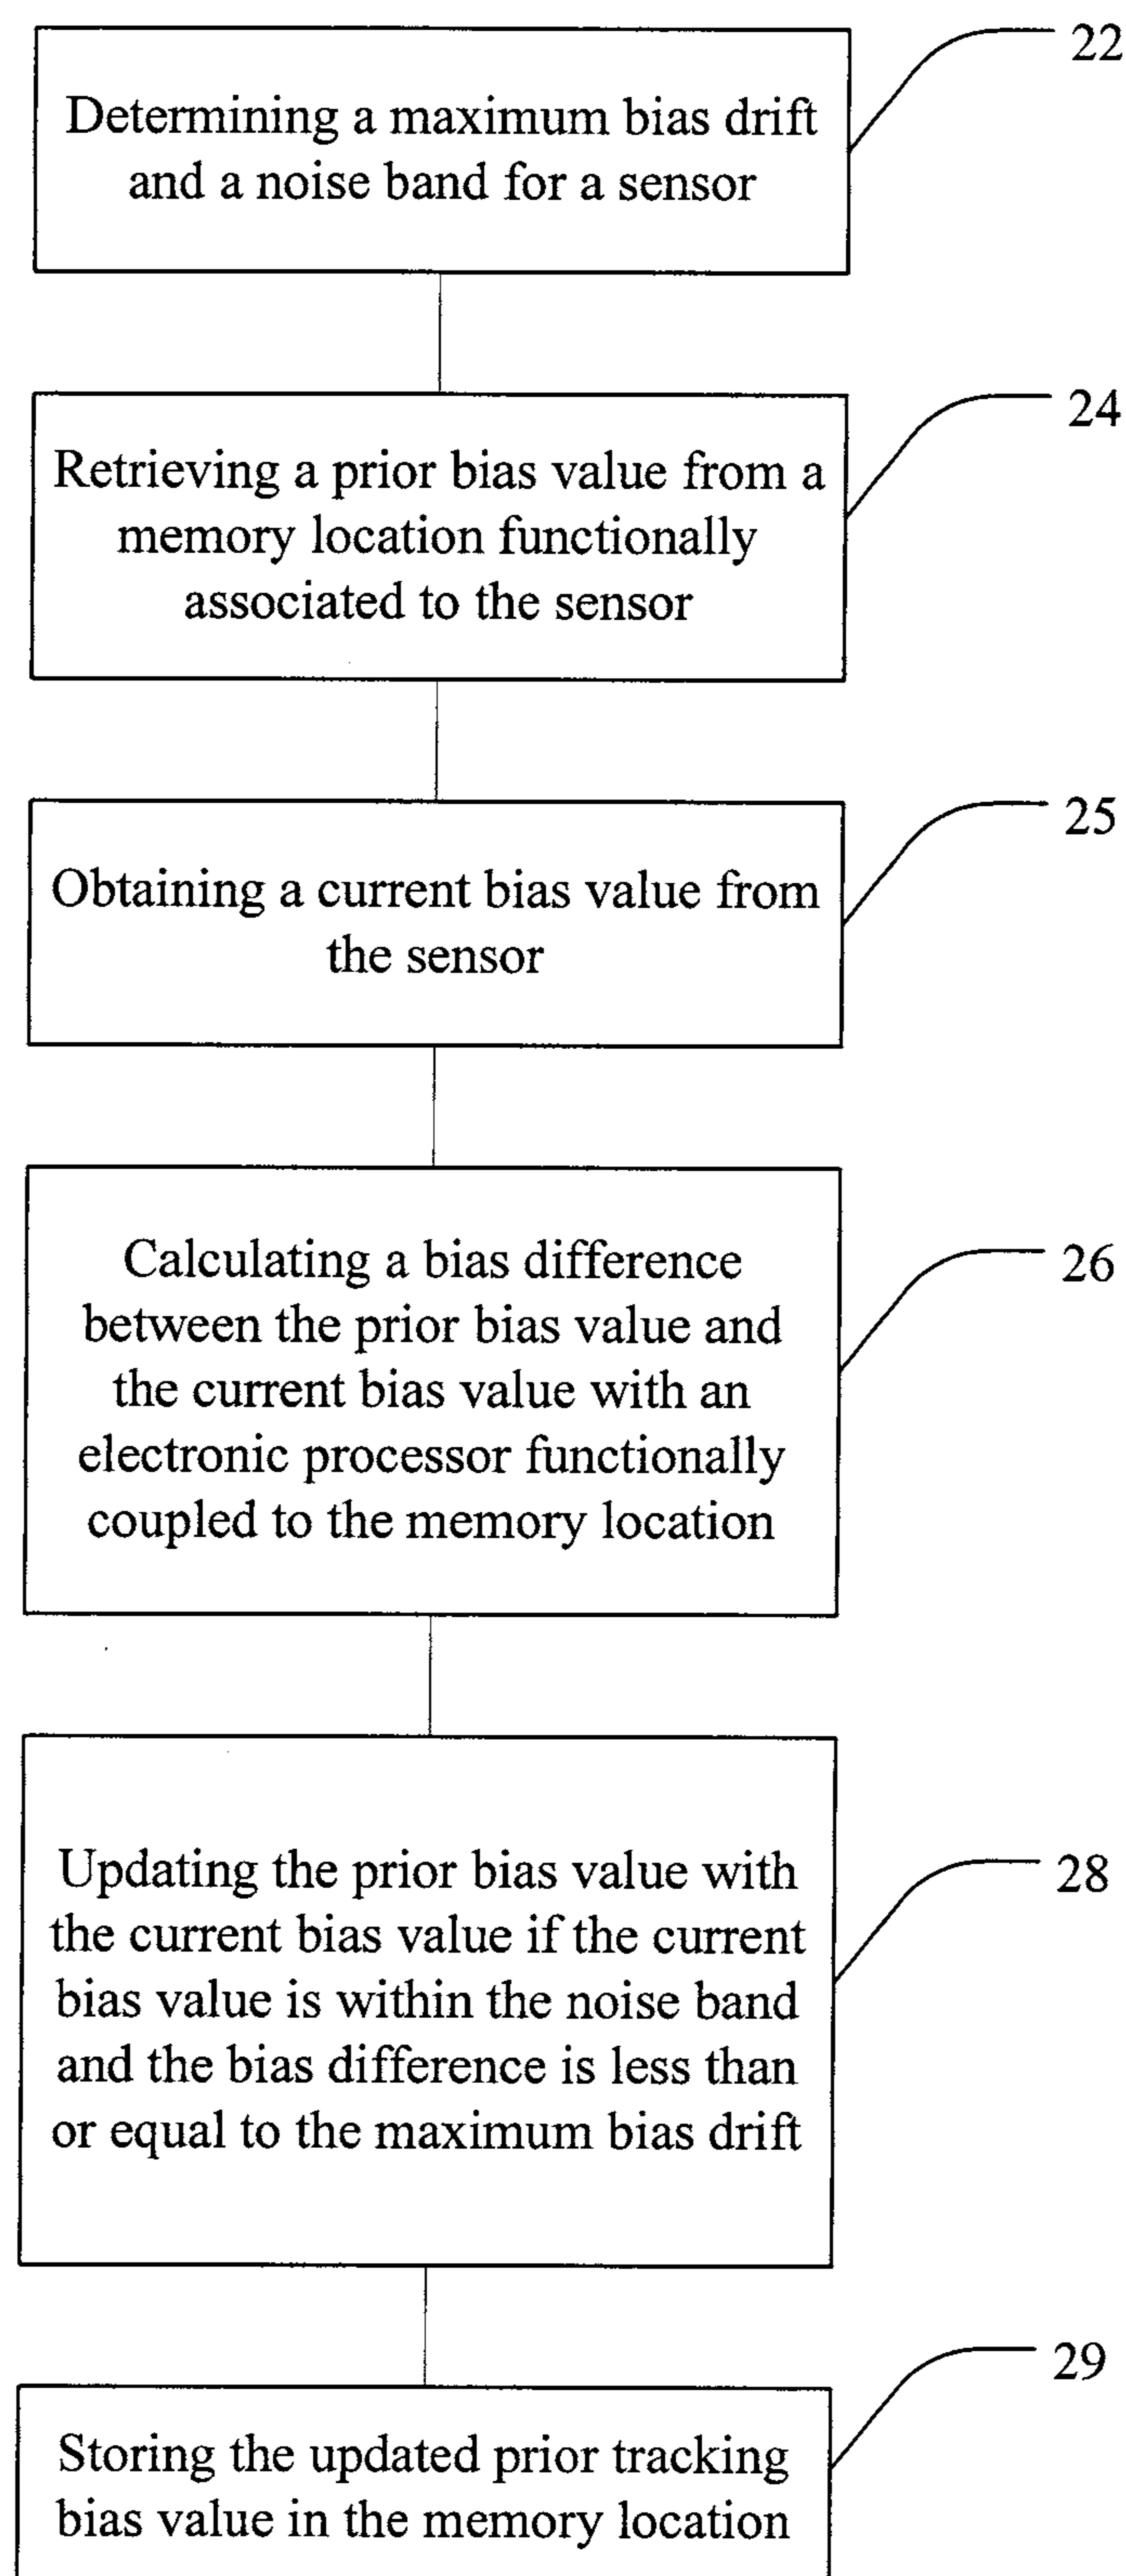 22
Determining a maximum bias drift
and a noise band for a sensor
24
Retrieving a prior bias value from a
memory location functionally
associated to the sensor
25
Obtaining a current bias value from
the sensor
26
Calculating a bias difference
between the prior bias value and
the current bias value with an
electronic processor functionally
coupled to the memory location
28
Updating the prior bias value with
the current bias value if the current
bias value is within the noise band
and the bias difference is less than
or equal to the maximum bias drift
29
Storing the updated prior tracking
bias value in the memory location